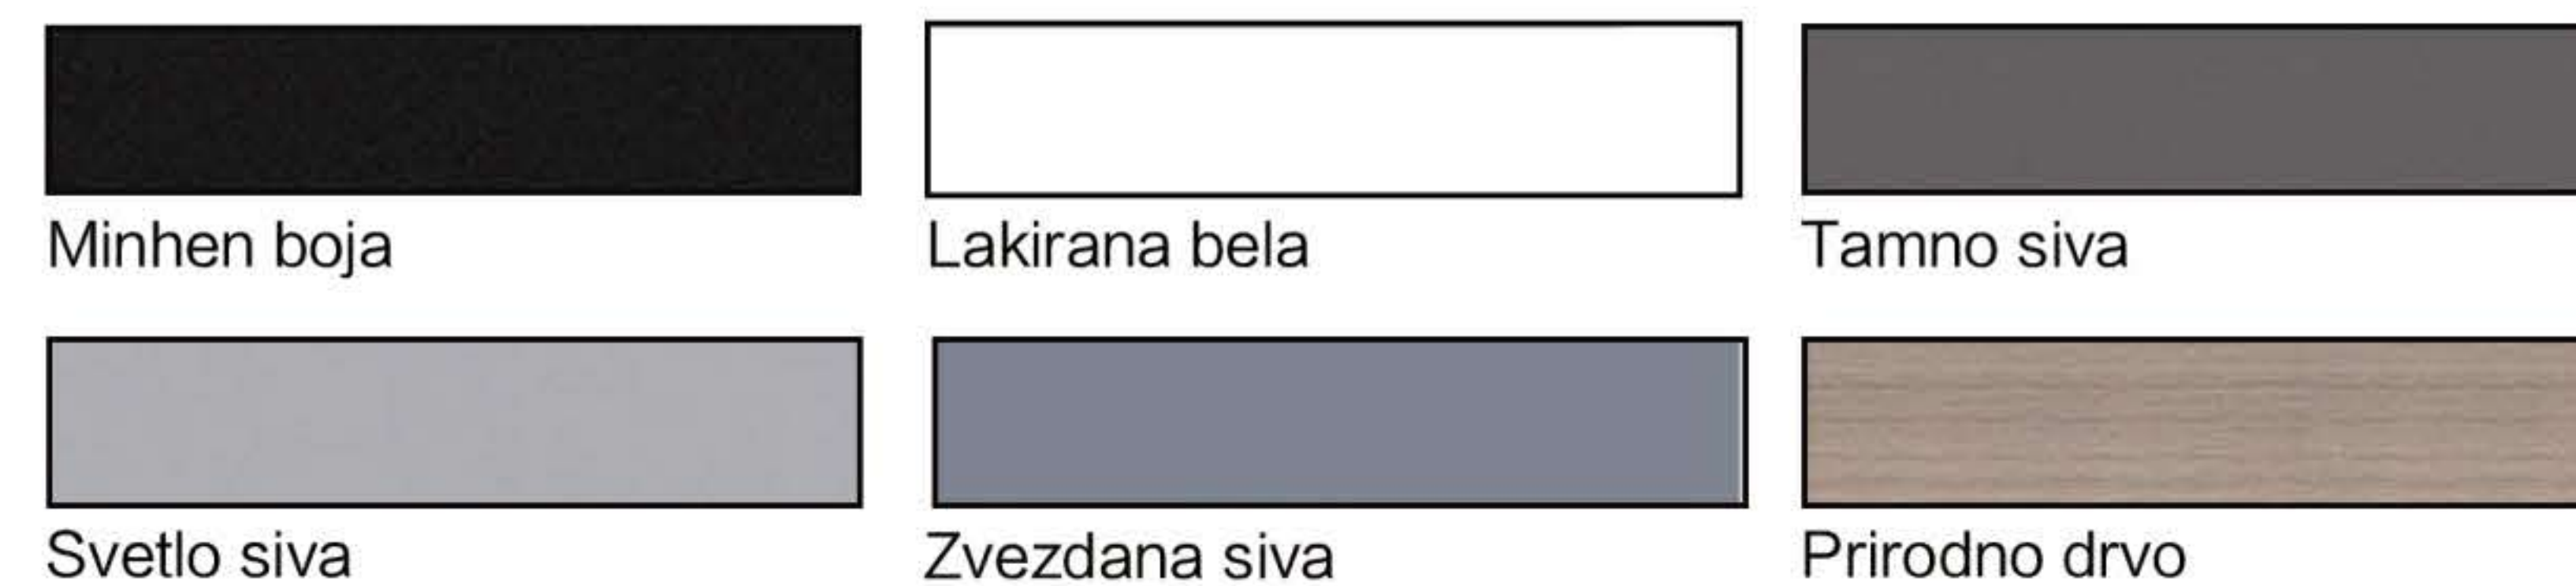 Minhen boja
Lakirana bela
Tamno siva
Svetlo siva
Zvezdana siva
Prirodno drvo